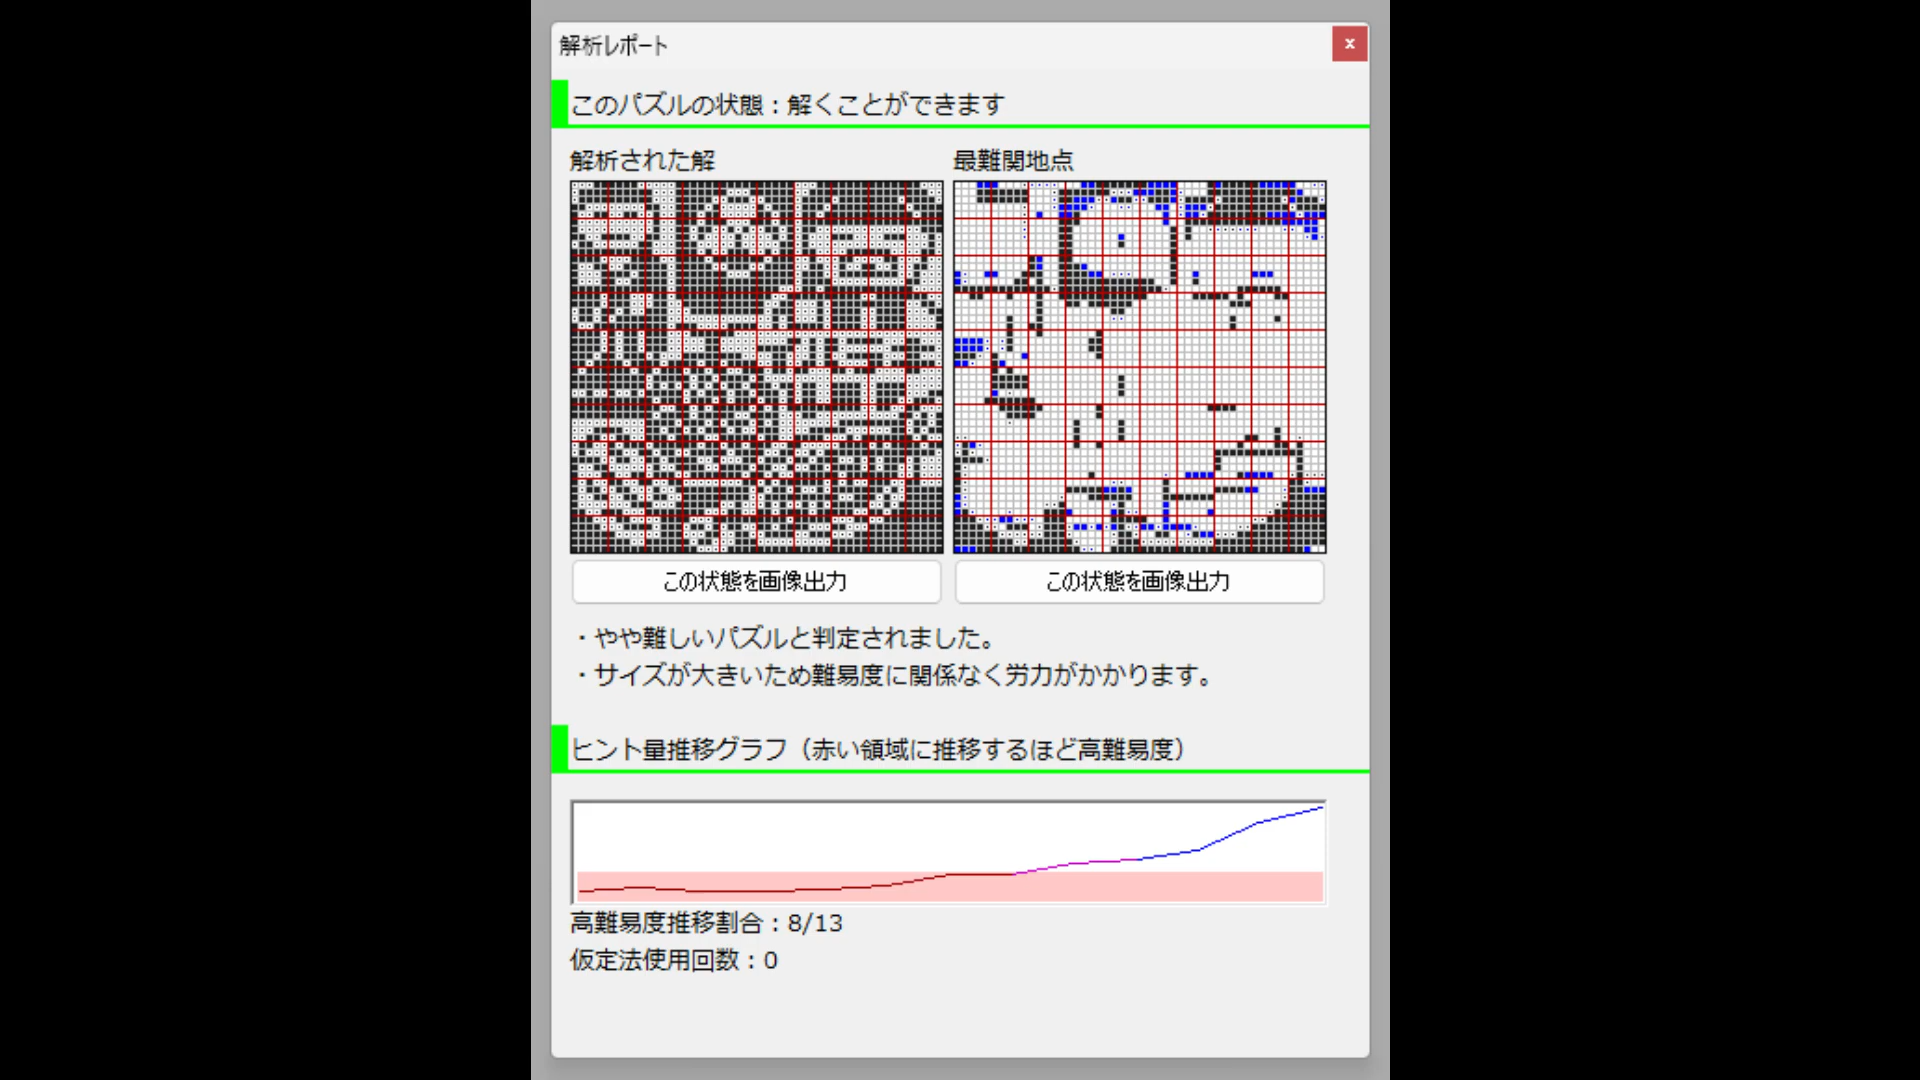 解析レポート
x
このパズルの状態：解くことができます
解析された解
最難関地点
この状態を画像出力
この状態を画像出力
・やや難しいパズルと判定されました。
・サイズが大きいため難易度に関係なく労力がかかります。
ヒント量推移グラフ（赤い領域に推移するほど高難易度）
高難易度推移割合：8/13
仮定法使用回数：0